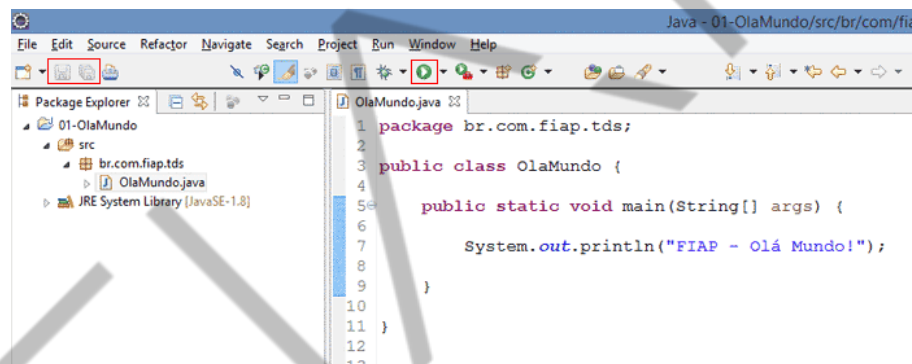 Java - 01-OlaMundo/src/br/com/fia
File Edit Source Refactor Navigate Search Project Run Window Help
Package Explorer
01-OlaMundo
src
br.com.fiap.tds
OlaMundo.java
JRE System Library [JavaSE-1.8]
OlaMundo.java
1 package br.com.fiap.tds;
2
3 public class OlaMundo {
4
5 public static void main(String[] args) {
6
7 System.out.println("FIAP - Olá Mundo!");
8
9 }
10
11 }
12